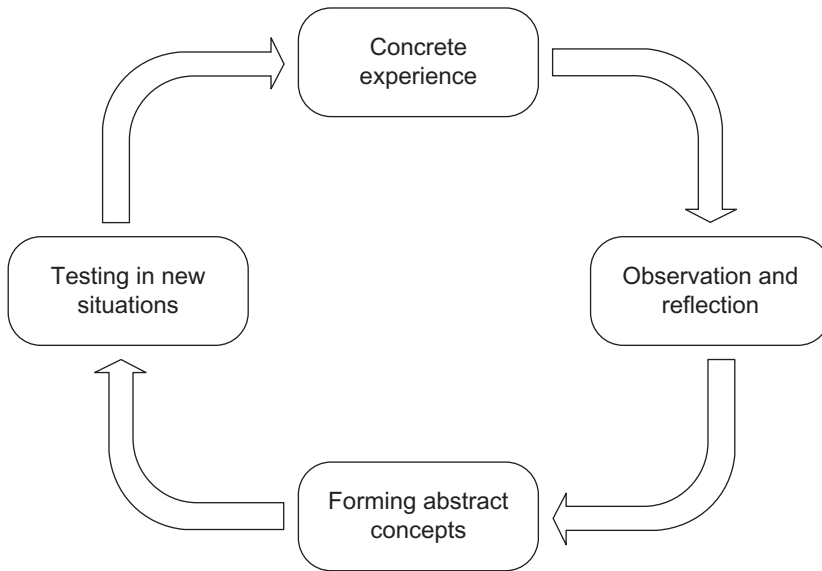 Concrete
experience
Observation and
reflection
Forming abstract
concepts
Testing in new
situations